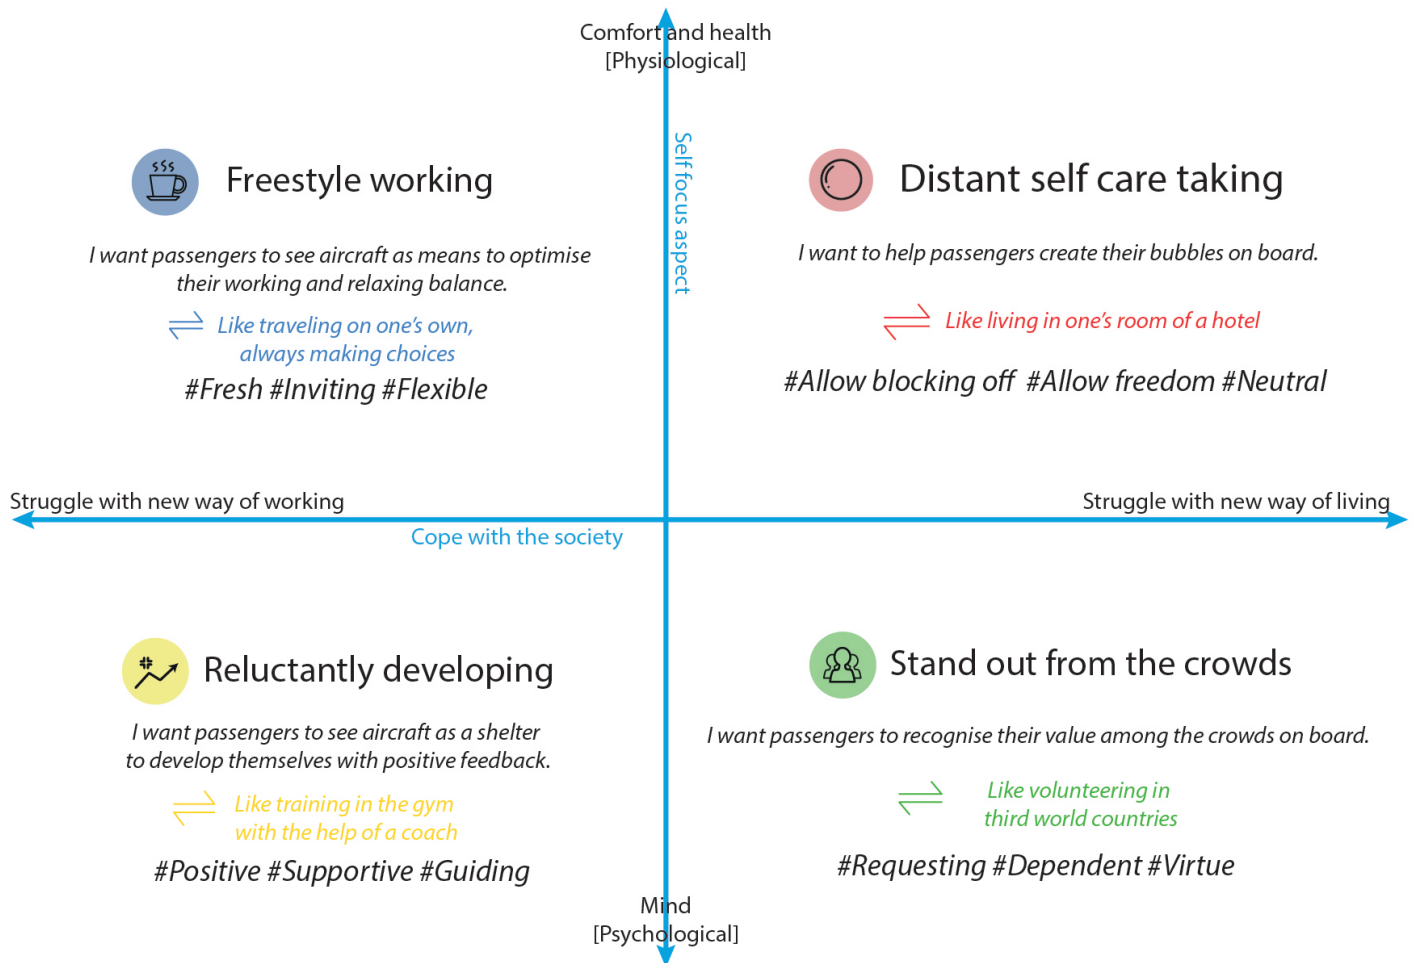 Comfort and health
[Physiological]
Self focus aspect
Freestyle working
I want passengers to see aircraft as means to optimise
their working and relaxing balance.
Like traveling on one's own,
always making choices
#Fresh #Inviting #Flexible
Distant self care taking
I want to help passengers create their bubbles on board.
Like living in one's room of a hotel
#Allow blocking off #Allow freedom #Neutral
Struggle with new way of working
Struggle with new way of living
Cope with the society
Reluctantly developing
I want passengers to see aircraft as a shelter
to develop themselves with positive feedback.
Like training in the gym
with the help of a coach
#Positive #Supportive #Guiding
Stand out from the crowds
I want passengers to recognise their value among the crowds on board.
Like volunteering in
third world countries
#Requesting #Dependent #Virtue
Mind
[Psychological]